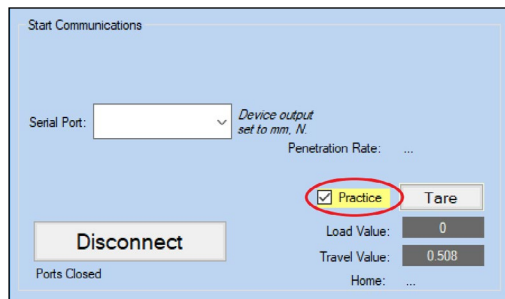 Start Communications
Serial Port:
Device output
set to mm, N.
Penetration Rate: ...
Practice
Tare
Disconnect
Load Value: 0
Travel Value: 0.508
Ports Closed
Home: ...